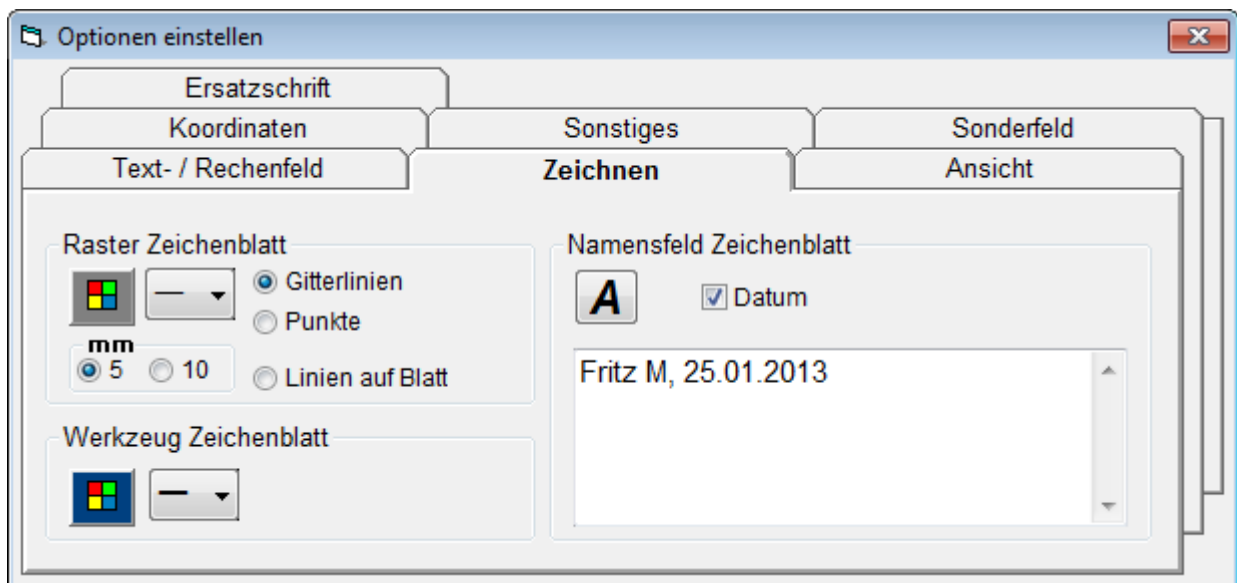 Optionen einstellen
Ersatzschrift
Koordinaten Sonstiges Sonderfeld
Text- / Rechenfeld Zeichnen Ansicht
Raster Zeichenblatt
Gitterlinien
Punkte
mm
5 10
Linien auf Blatt
Werkzeug Zeichenblatt
Namensfeld Zeichenblatt
A Datum
Fritz M, 25.01.2013